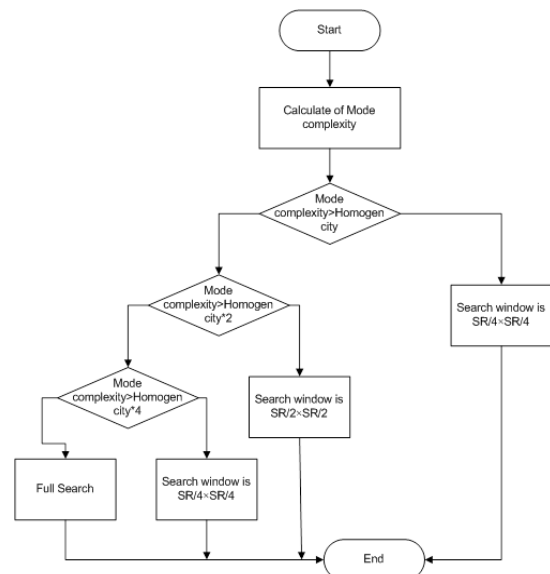 Start
Calculate of Mode
complexity
Mode
complexity>Homogen
city
Mode
complexity>Homogen
city*2
Search window is
SR/4×SR/4
Mode
complexity>Homogen
city*4
Search window is
SR/2×SR/2
Full Search
Search window is
SR/4×SR/4
End